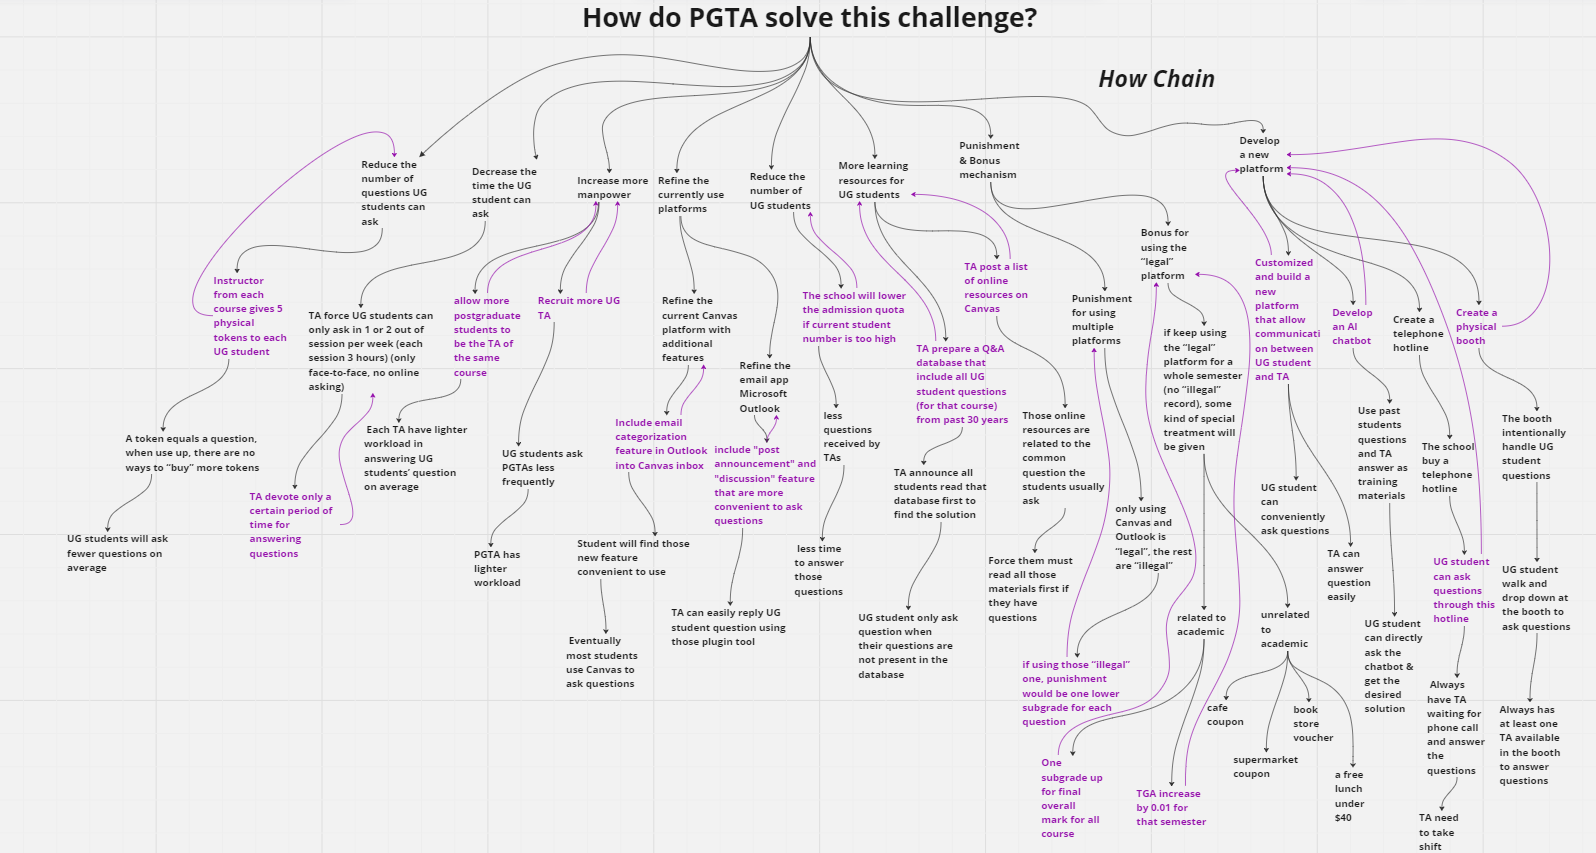 How do PGTA solve this challenge?
How Chain
Reduce the
number of
questions UG
students can
ask
Decrease the
time the UG
student can
ask
Increase more
manpower
Refine the
currently use
platforms
Reduce the
number of
UG students
More learning
resources for
UG students
Punishment
& Bonus
mechanism
Develop
a new
platform
Bonus for
using the
"legal"
platform
Instructor
from each
course gives 5
physical
tokens to each
UG student
TA force UG students can
only ask in 1 or 2 out of
session per week (each
session 3 hours) (only
face-to-face, no online
asking)
allow more
postgraduate
students to
be the TA of
the same
course
Recruit more UG
TA
Refine the
current Canvas
platform with
additional
features
Refine the
email app
Microsoft
Outlook
The school will lower
the admission quota
if current student
number is too high
TA post a list
of online
resources on
Canvas
TA prepare a Q&A
database that
include all UG
student questions
(for that course)
from past 30 years
Punishment
for using
multiple
platforms
if keep using
the "legal"
platform for a
whole semester
(no "illegal"
record), some
kind of special
treatment will
be given
Customized
and build a
new
platform
that allow
communicati
on between
UG student
and TA
Develop
an AI
chatbot
Create a
telephone
hotline
Create a
physical
booth
A token equals a question,
when use up, there are no
ways to "buy" more tokens
UG students will ask
fewer questions on
average
TA devote only a
certain period of
time for
answering
questions
Each TA have lighter
workload in
answering UG
students' question
on average
UG students ask
PGTAs less
frequently
PGTA has
lighter
workload
Include email
categorization
feature in Outlook
into Canvas inbox
include "post
announcement" and
"discussion" feature
that are more
convenient to ask
questions
Student will find those
new feature
convenient to use
Eventually
most students
use Canvas to
ask questions
TA can easily reply UG
student question using
those plugin tool
less
questions
received by
TAs
less time
to answer
those
questions
TA announce all
students read that
database first to
find the solution
UG student only ask
question when
their questions are
not present in the
database
Those online
resources are
related to the
common
question the
students usually
ask
Force them must
read all those
materials first if
they have
questions
only using
Canvas and
Outlook is
"legal", the rest
are "illegal"
if using those "illegal"
one, punishment
would be one lower
subgrade for each
question
related to
academic
unrelated
to
academic
One
subgrade up
for final
overall
mark for all
course
TGA increase
by 0.01 for
that semester
cafe
coupon
supermarket
coupon
book
store
voucher
a free
lunch
under
$40
UG student
can
conveniently
ask questions
TA can
answer
question
easily
Use past
students
questions
and TA
answer as
training
materials
UG student
can directly
ask the
chatbot &
get the
desired
solution
The school
buy a
telephone
hotline
UG student
can ask
questions
through this
hotline
Always
have TA
waiting for
phone call
and answer
the
questions
TA need
to take
shift
The booth
intentionally
handle UG
student
questions
UG student
walk and
drop down at
the booth to
ask questions
Always has
at least one
TA available
in the booth
to answer
questions